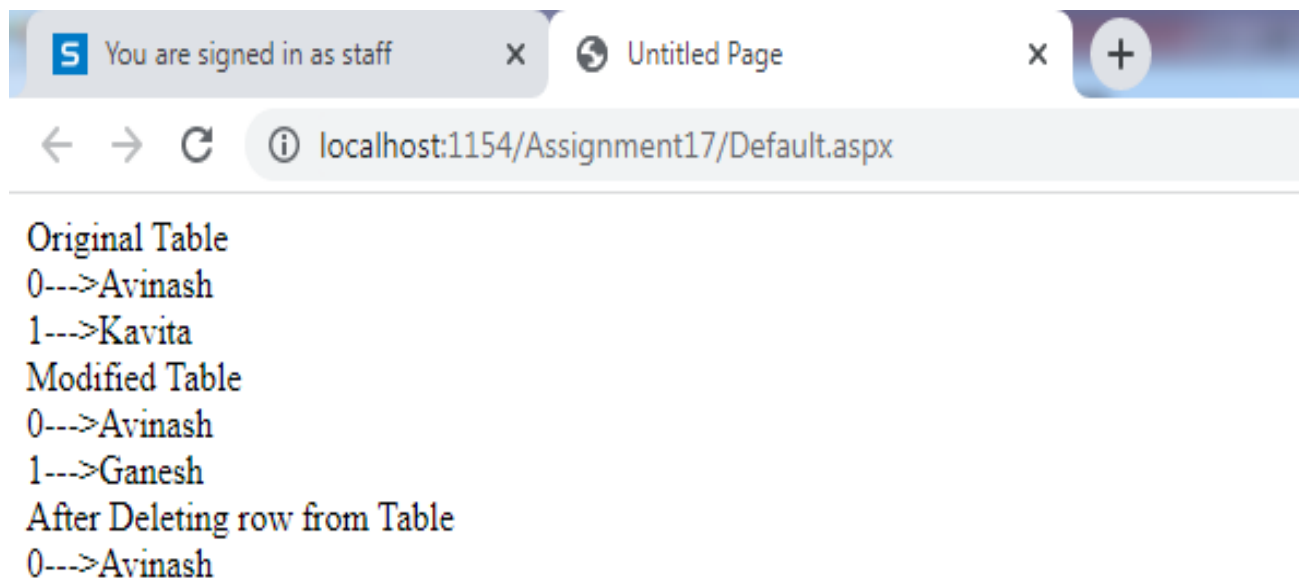 S You are signed in as staff
Untitled Page
localhost:1154/Assignment17/Default.aspx
Original Table
0--->Avinash
1--->Kavita
Modified Table
0--->Avinash
1--->Ganesh
After Deleting row from Table
0--->Avinash